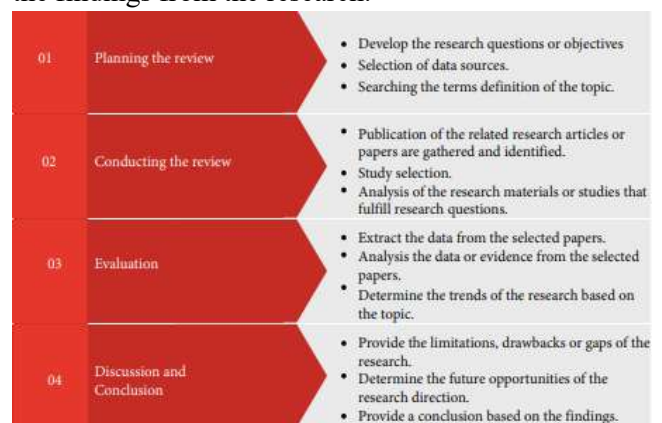 the findings from the research.
01
Planning the review
• Develop the research questions or objectives
• Selection of data sources.
• Searching the terms definition of the topic.
02
Conducting the review
• Publication of the related research articles or
papers are gathered and identified.
• Study selection.
• Analysis of the research materials or studies that
fulfill research questions.
03
Evaluation
• Extract the data from the selected papers.
• Analysis the data or evidence from the selected
papers.
• Determine the trends of the research based on
the topic.
04
Discussion and
Conclusion
• Provide the limitations, drawbacks or gaps of the
research.
• Determine the future opportunities of the
research direction.
• Provide a conclusion based on the findings.